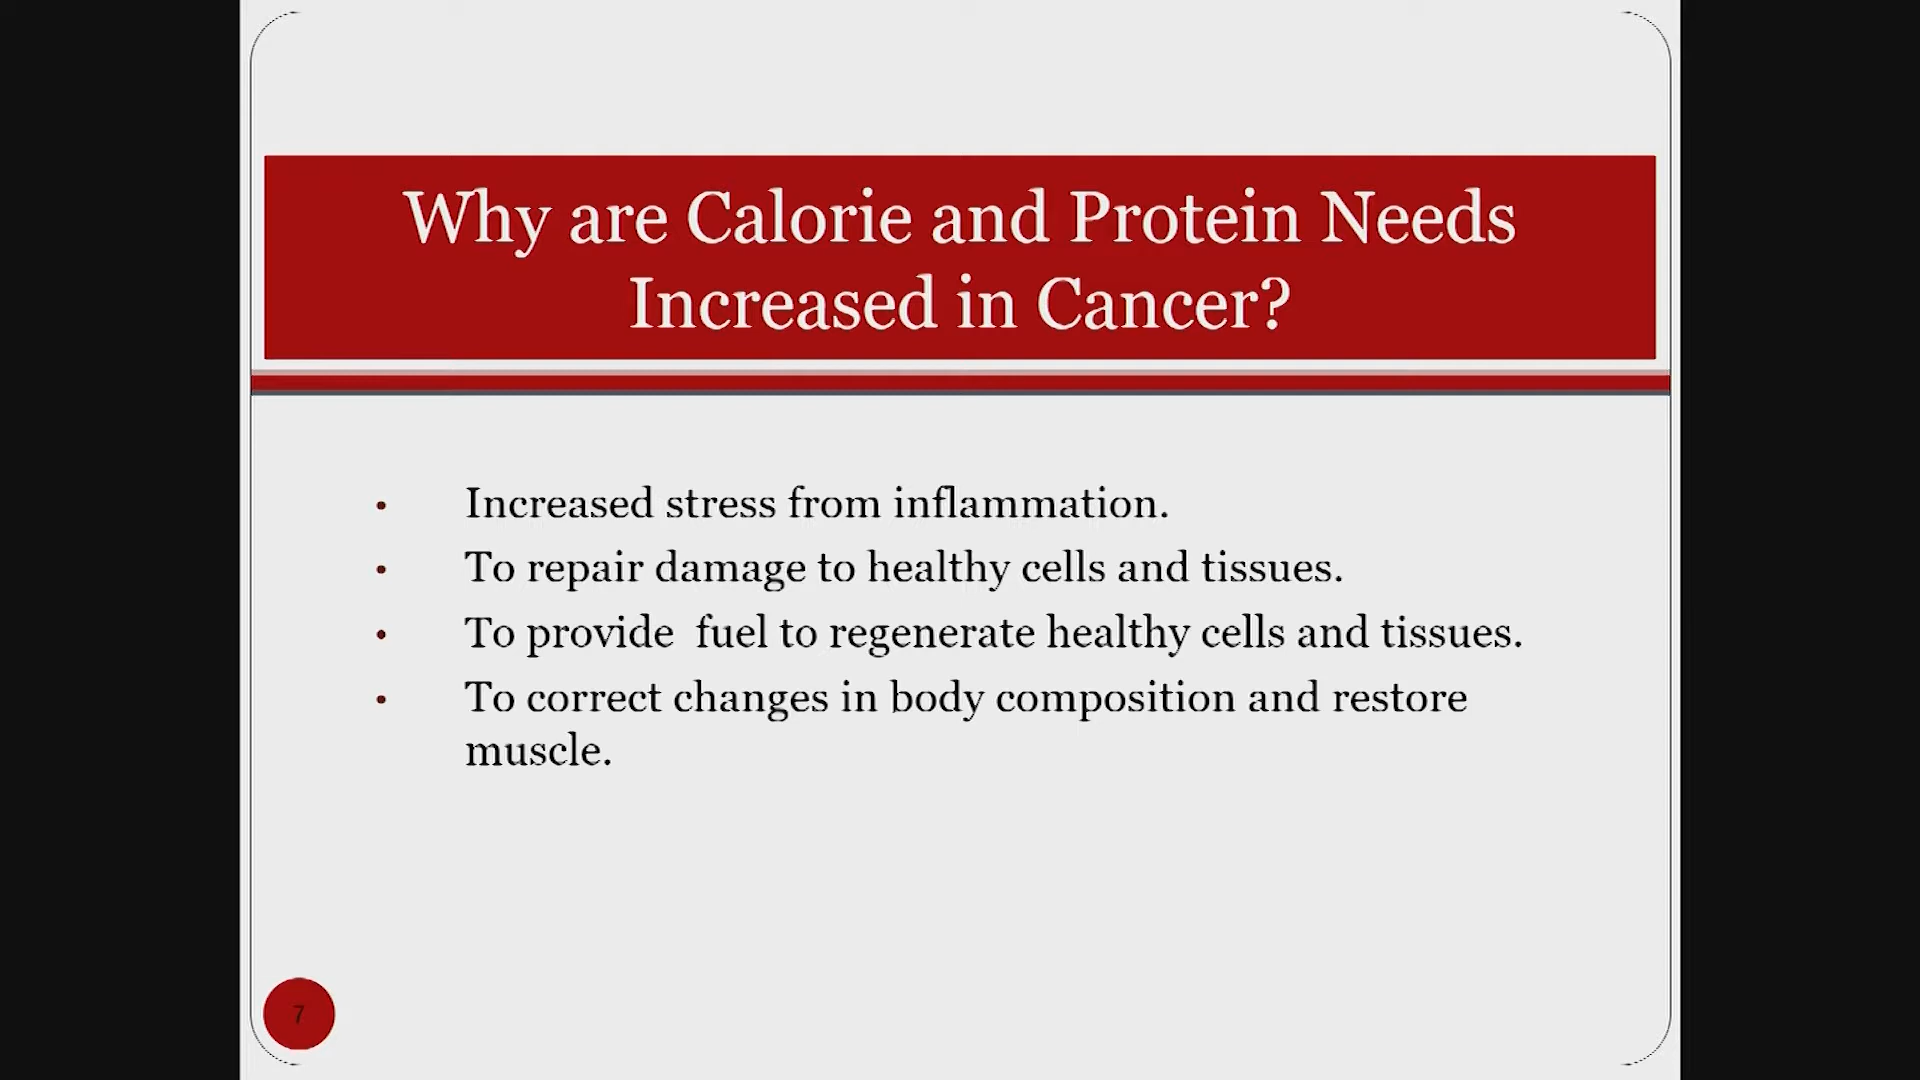 Why are Calorie and Protein Needs
Increased in Cancer?
• Increased stress from inflammation.
• To repair damage to healthy cells and tissues.
• To provide  fuel to regenerate healthy cells and tissues.
• To correct changes in body composition and restore
muscle.
7